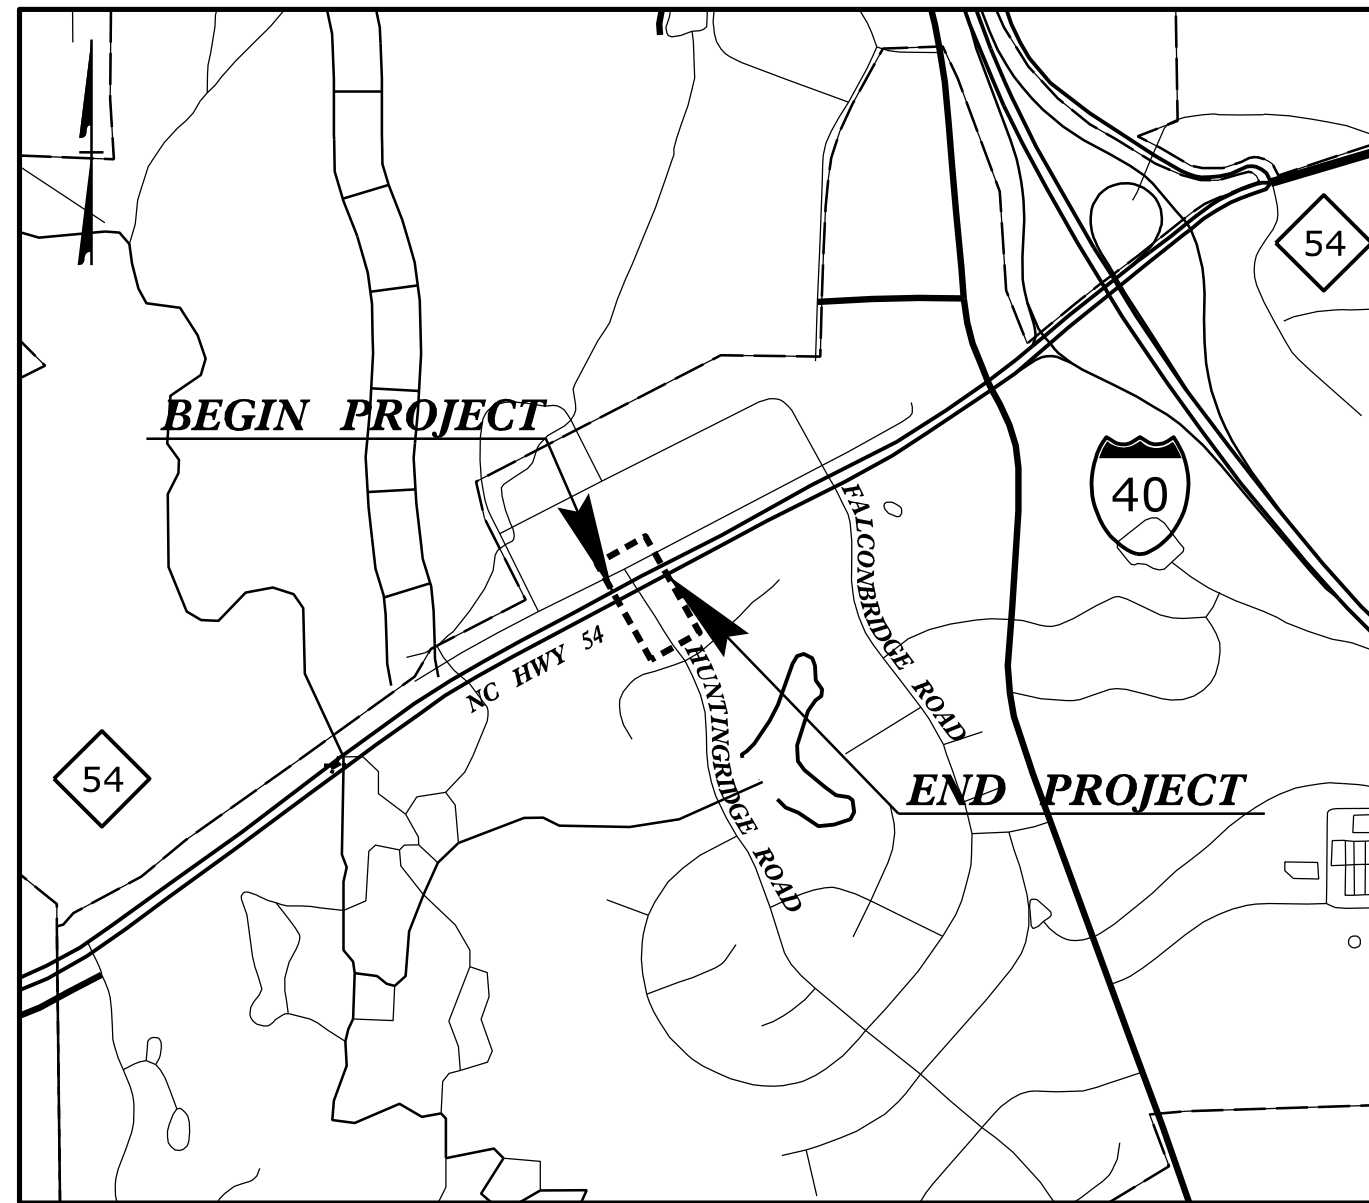 54
BEGIN PROJECT
40
FALCONBRIDGE ROAD
NC HWY 54
HUNTINGRIDGE ROAD
54
END PROJECT